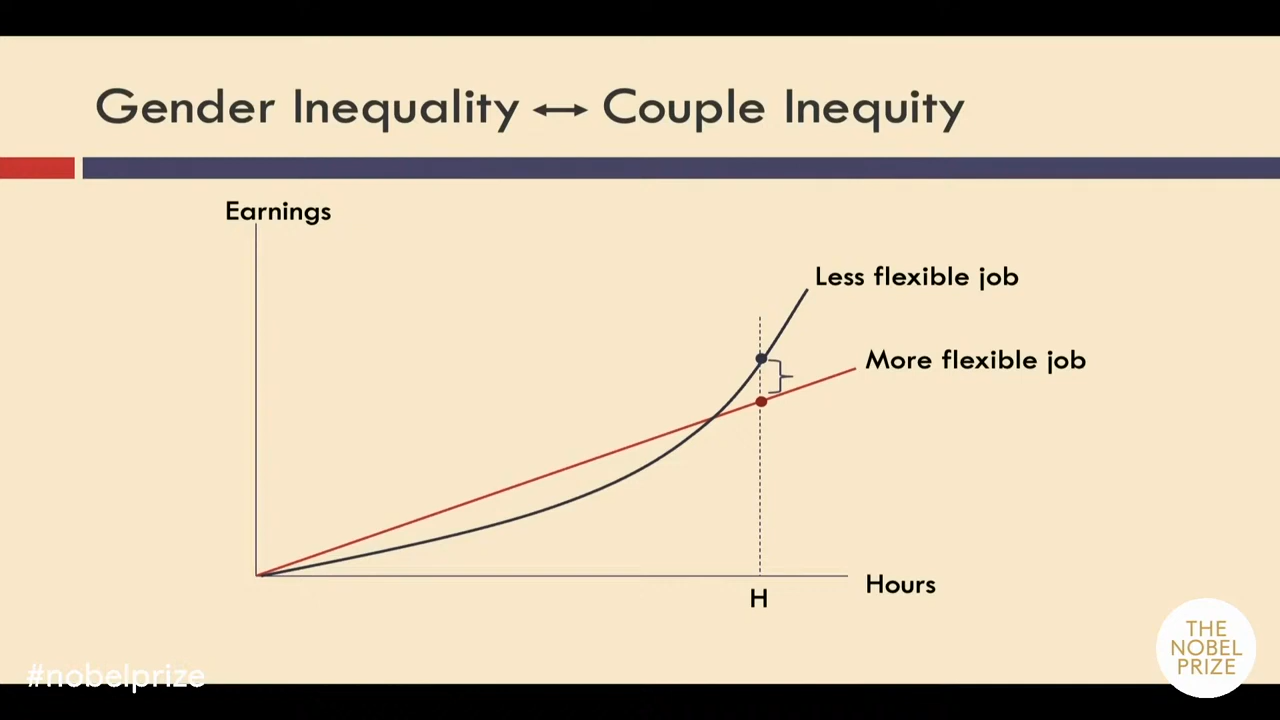 Gender Inequality ↔ Couple Inequity
Earnings
Less flexible job
More flexible job
Hours
H
#nobelprize
THE
NOBEL
PRIZE